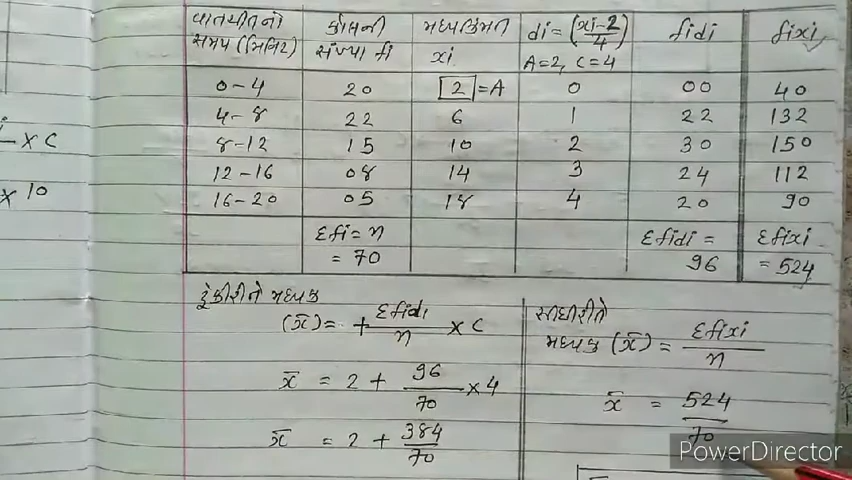 વાતચીતનો સમય (મિનિટ) કોલની સંખ્યા fi મધ્યકિંમત xi di = (xi-2/4) A=2, C=4 fidi fixi
0-4 20 2 = A 0 00 40
4-8 22 6 1 22 132
8-12 15 10 2 30 150
12-16 08 14 3 24 112
16-20 05 18 4 20 90
Σfi = n = 70 Σfidi = 96 Σfixi = 524
x C
x 10
ટૂંકીરીતે મધ્યક
(x̄) = + Σfidi/n x C
x̄ = 2 + 96/70 x 4
x̄ = 2 + 384/70
સીધીરીતે
મધ્યક (x̄) = Σfixi/n
x̄ = 524/70
PowerDirector